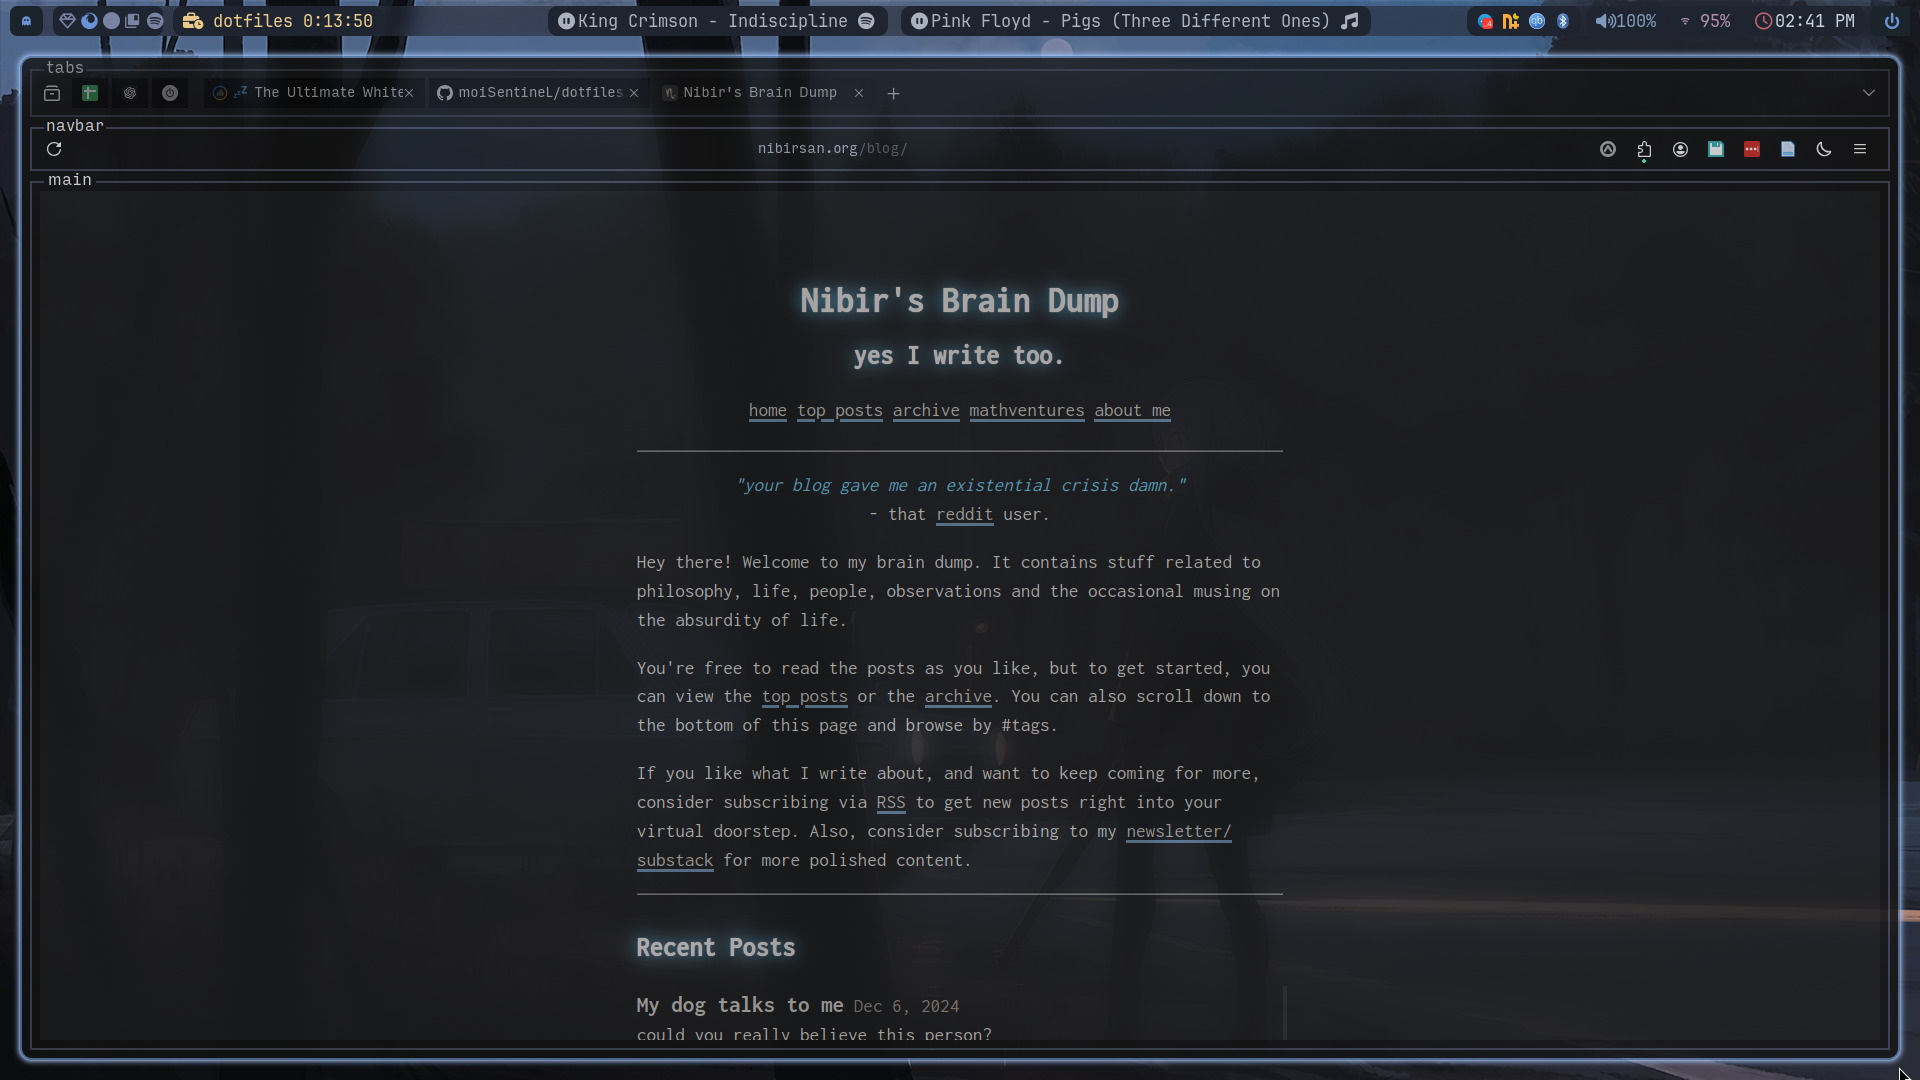 dotfiles 0:13:50
King Crimson - Indiscipline
Pink Floyd - Pigs (Three Different Ones)
100%
95%
02:41 PM
tabs
The Ultimate White
moiSentineL/dotfiles
Nibir's Brain Dump
navbar
nibirsan.org/blog/
main
Nibir's Brain Dump
yes I write too.
home top posts archive mathventures about me
"your blog gave me an existential crisis damn."
- that reddit user.
Hey there! Welcome to my brain dump. It contains stuff related to
philosophy, life, people, observations and the occasional musing on
the absurdity of life.
You're free to read the posts as you like, but to get started, you
can view the top posts or the archive. You can also scroll down to
the bottom of this page and browse by #tags.
If you like what I write about, and want to keep coming for more,
consider subscribing via RSS to get new posts right into your
virtual doorstep. Also, consider subscribing to my newsletter/
substack for more polished content.
Recent Posts
My dog talks to me Dec 6, 2024
could you really believe this person?